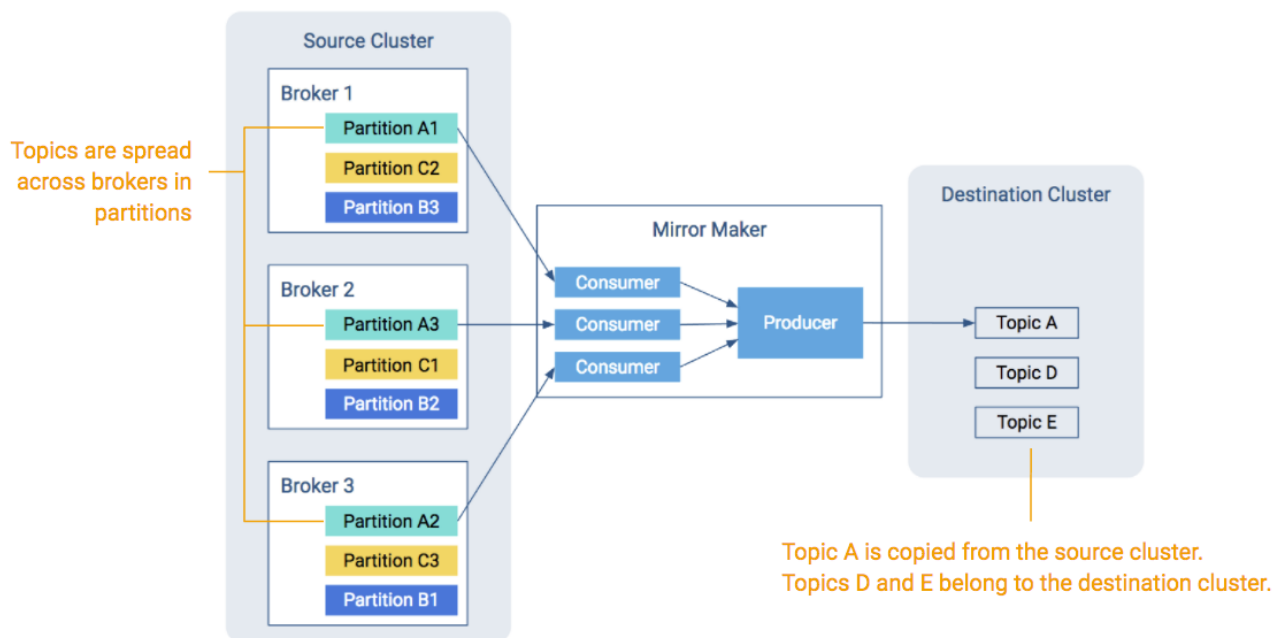 Source Cluster
Broker 1
Partition A1
Partition C2
Partition B3
Topics are spread
across brokers in
partitions
Broker 2
Partition A3
Partition C1
Partition B2
Broker 3
Partition A2
Partition C3
Partition B1
Mirror Maker
Consumer
Consumer
Consumer
Producer
Destination Cluster
Topic A
Topic D
Topic E
Topic A is copied from the source cluster.
Topics D and E belong to the destination cluster.